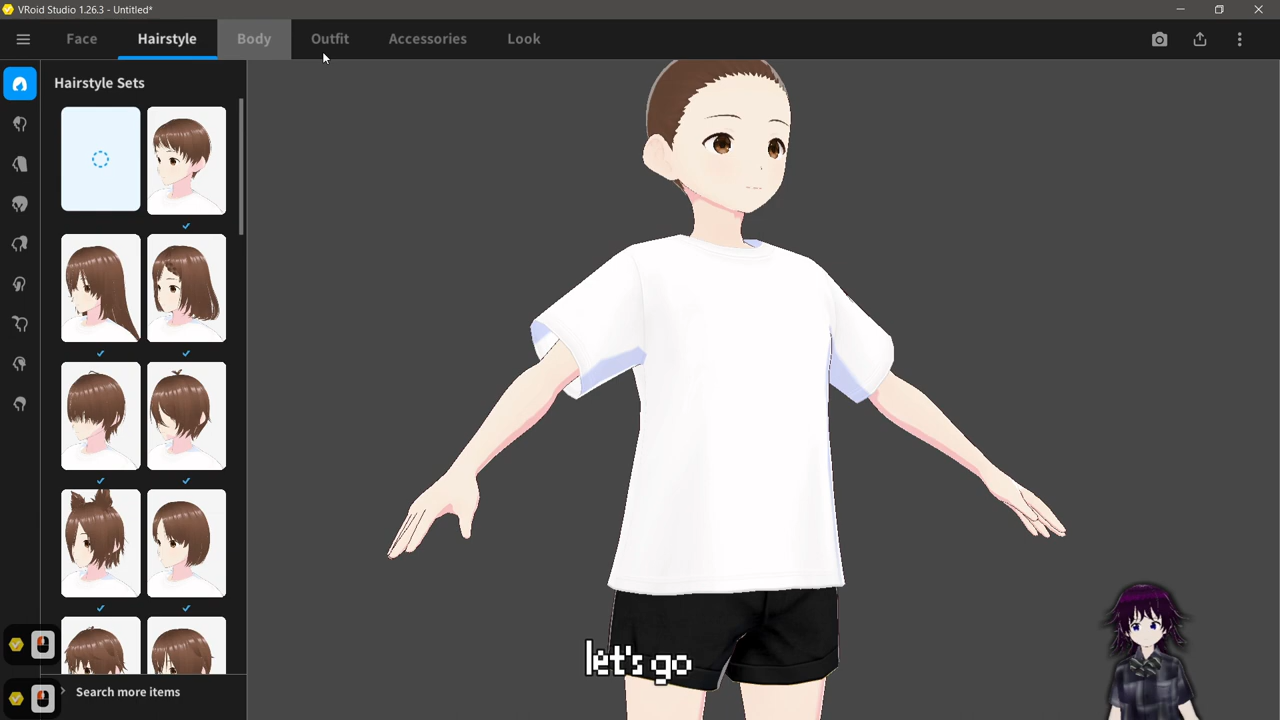 VRoid Studio 1.26.3 - Untitled*
Face Hairstyle Body Outfit Accessories Look
Hairstyle Sets
Search more items
let's go